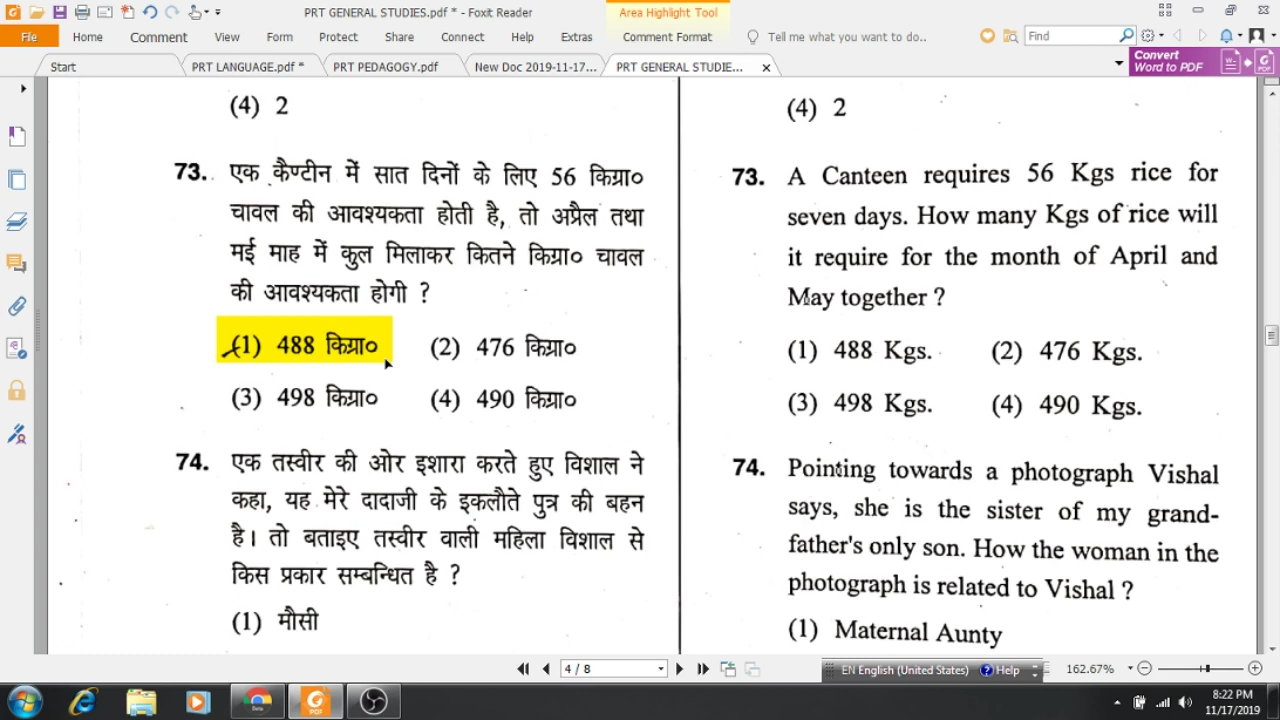 PRT GENERAL STUDIES.pdf * - Foxit Reader
Area Highlight Tool
File Home Comment View Form Protect Share Connect Help Extras Comment Format Tell me what you want to do.. Find
Start PRT LANGUAGE.pdf * PRT PEDAGOGY.pdf New Doc 2019-11-17... PRT GENERAL STUDIE... Convert
Word to PDF
(4) 2
73. एक कैण्टीन में सात दिनों के लिए 56 किग्रा०
चावल की आवश्यकता होती है, तो अप्रैल तथा
मई माह में कुल मिलाकर कितने किग्रा० चावल
की आवश्यकता होगी ?
(1) 488 किग्रा० (2) 476 किग्रा०
(3) 498 किग्रा० (4) 490 किग्रा०
74. एक तस्वीर की ओर इशारा करते हुए विशाल ने
कहा, यह मेरे दादाजी के इकलौते पुत्र की बहन
है। तो बताइए तस्वीर वाली महिला विशाल से
किस प्रकार सम्बन्धित है ?
(1) मौसी
(4) 2
73. A Canteen requires 56 Kgs rice for
seven days. How many Kgs of rice will
it require for the month of April and
May together ?
(1) 488 Kgs. (2) 476 Kgs.
(3) 498 Kgs. (4) 490 Kgs.
74. Pointing towards a photograph Vishal
says, she is the sister of my grand-
father's only son. How the woman in the
photograph is related to Vishal ?
(1) Maternal Aunty
4 / 8 EN English (United States) Help 162.67%
8:22 PM
11/17/2019